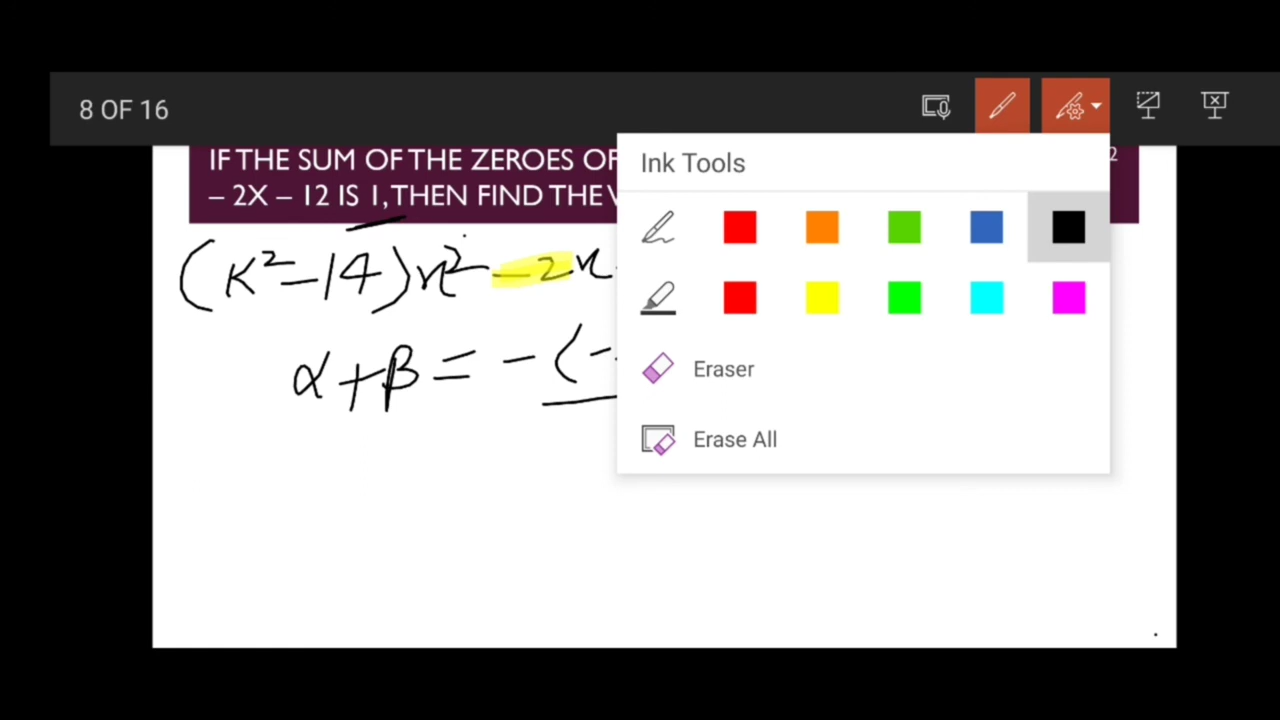 8 OF 16
Ink Tools
Eraser
Erase All
IF THE SUM OF THE ZEROES OF 2
– 2X – 12 IS 1, THEN FIND THE
(K²-14)x²-2x
α+β = -(-